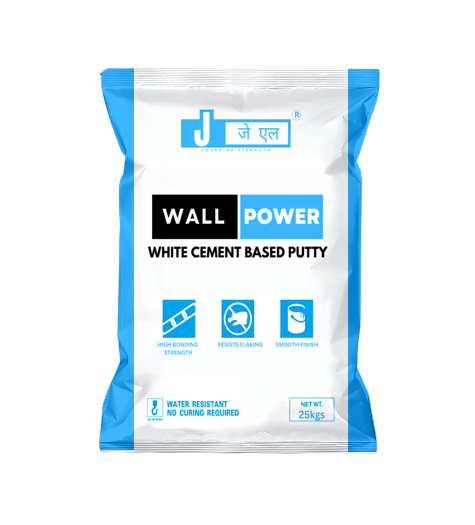 J जे एल ®
SOUND OF STRENGTH
WALL POWER
WHITE CEMENT BASED PUTTY
HIGH BONDING STRENGTH
RESISTS FLAKING
SMOOTH FINISH
WATER RESISTANT
NO CURING REQUIRED
NET WT.
25kgs